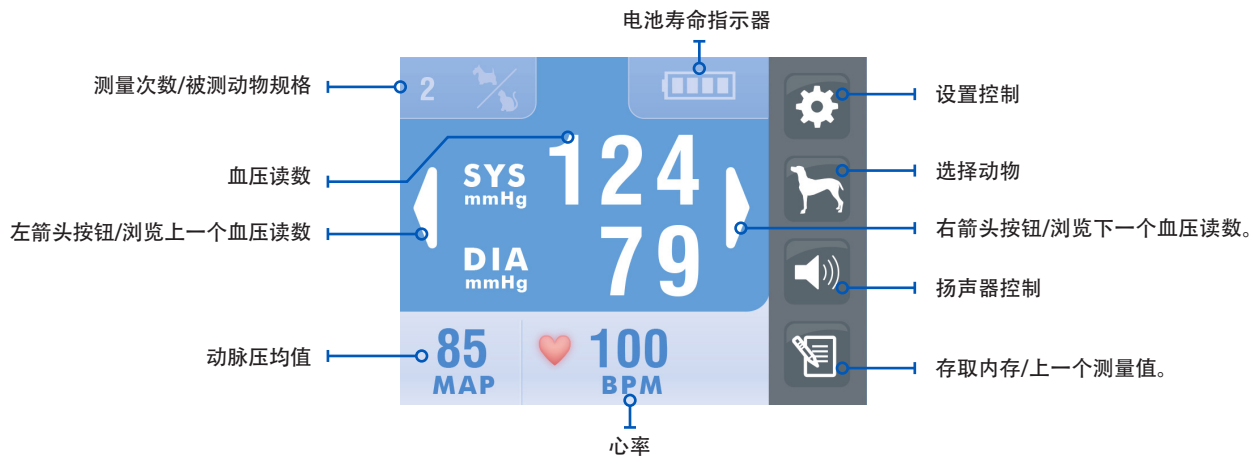 电池寿命指示器
测量次数/被测动物规格
2
设置控制
124
SYS
mmHg
血压读数
选择动物
左箭头按钮/浏览上一个血压读数
右箭头按钮/浏览下一个血压读数。
79
DIA
mmHg
扬声器控制
动脉压均值
85
MAP
100
BPM
存取内存/上一个测量值。
心率